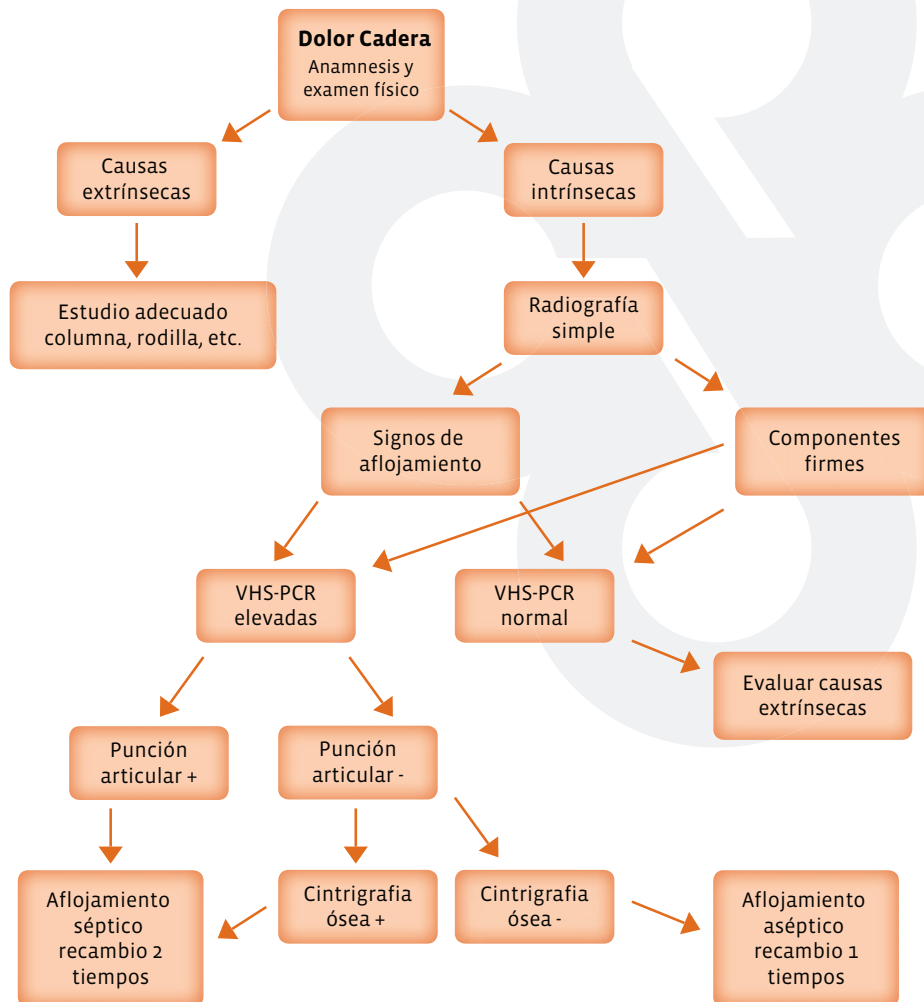 Dolor Cadera
Anamnesis y
examen físico
Causas
extrínsecas
Causas
intrínsecas
Estudio adecuado
columna, rodilla, etc.
Radiografía
simple
Signos de
aflojamiento
Componentes
firmes
VHS-PCR
elevadas
VHS-PCR
normal
Evaluar causas
extrínsecas
Punción
articular +
Punción
articular -
Aflojamiento
séptico
recambio 2
tiempos
Cintrigrafia
ósea +
Cintrigrafia
ósea -
Aflojamiento
aséptico
recambio 1
tiempos